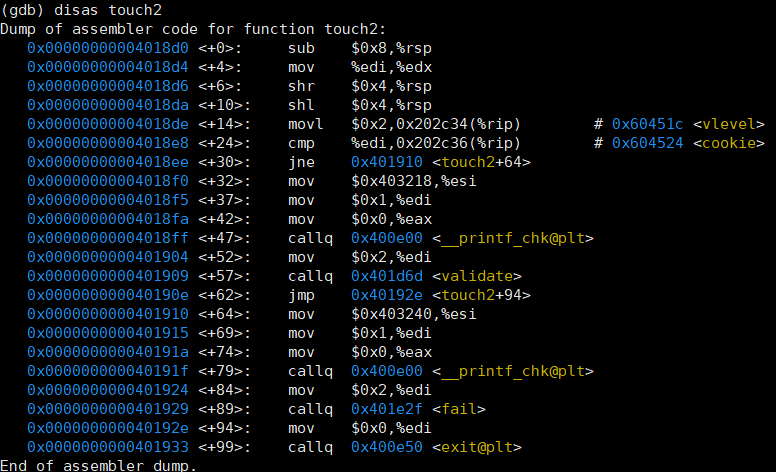 (gdb) disas touch2
Dump of assembler code for function touch2:
   0x00000000004018d0 <+0>:     sub    $0x8,%rsp
   0x00000000004018d4 <+4>:     mov    %edi,%edx
   0x00000000004018d6 <+6>:     shr    $0x4,%rsp
   0x00000000004018da <+10>:    shl    $0x4,%rsp
   0x00000000004018de <+14>:    movl   $0x2,0x202c34(%rip)        # 0x60451c <vlevel>
   0x00000000004018e8 <+24>:    cmp    %edi,0x202c36(%rip)        # 0x604524 <cookie>
   0x00000000004018ee <+30>:    jne    0x401910 <touch2+64>
   0x00000000004018f0 <+32>:    mov    $0x403218,%esi
   0x00000000004018f5 <+37>:    mov    $0x1,%edi
   0x00000000004018fa <+42>:    mov    $0x0,%eax
   0x00000000004018ff <+47>:    callq  0x400e00 <__printf_chk@plt>
   0x0000000000401904 <+52>:    mov    $0x2,%edi
   0x0000000000401909 <+57>:    callq  0x401d6d <validate>
   0x000000000040190e <+62>:    jmp    0x40192e <touch2+94>
   0x0000000000401910 <+64>:    mov    $0x403240,%esi
   0x0000000000401915 <+69>:    mov    $0x1,%edi
   0x000000000040191a <+74>:    mov    $0x0,%eax
   0x000000000040191f <+79>:    callq  0x400e00 <__printf_chk@plt>
   0x0000000000401924 <+84>:    mov    $0x2,%edi
   0x0000000000401929 <+89>:    callq  0x401e2f <fail>
   0x000000000040192e <+94>:    mov    $0x0,%edi
   0x0000000000401933 <+99>:    callq  0x400e50 <exit@plt>
End of assembler dump.